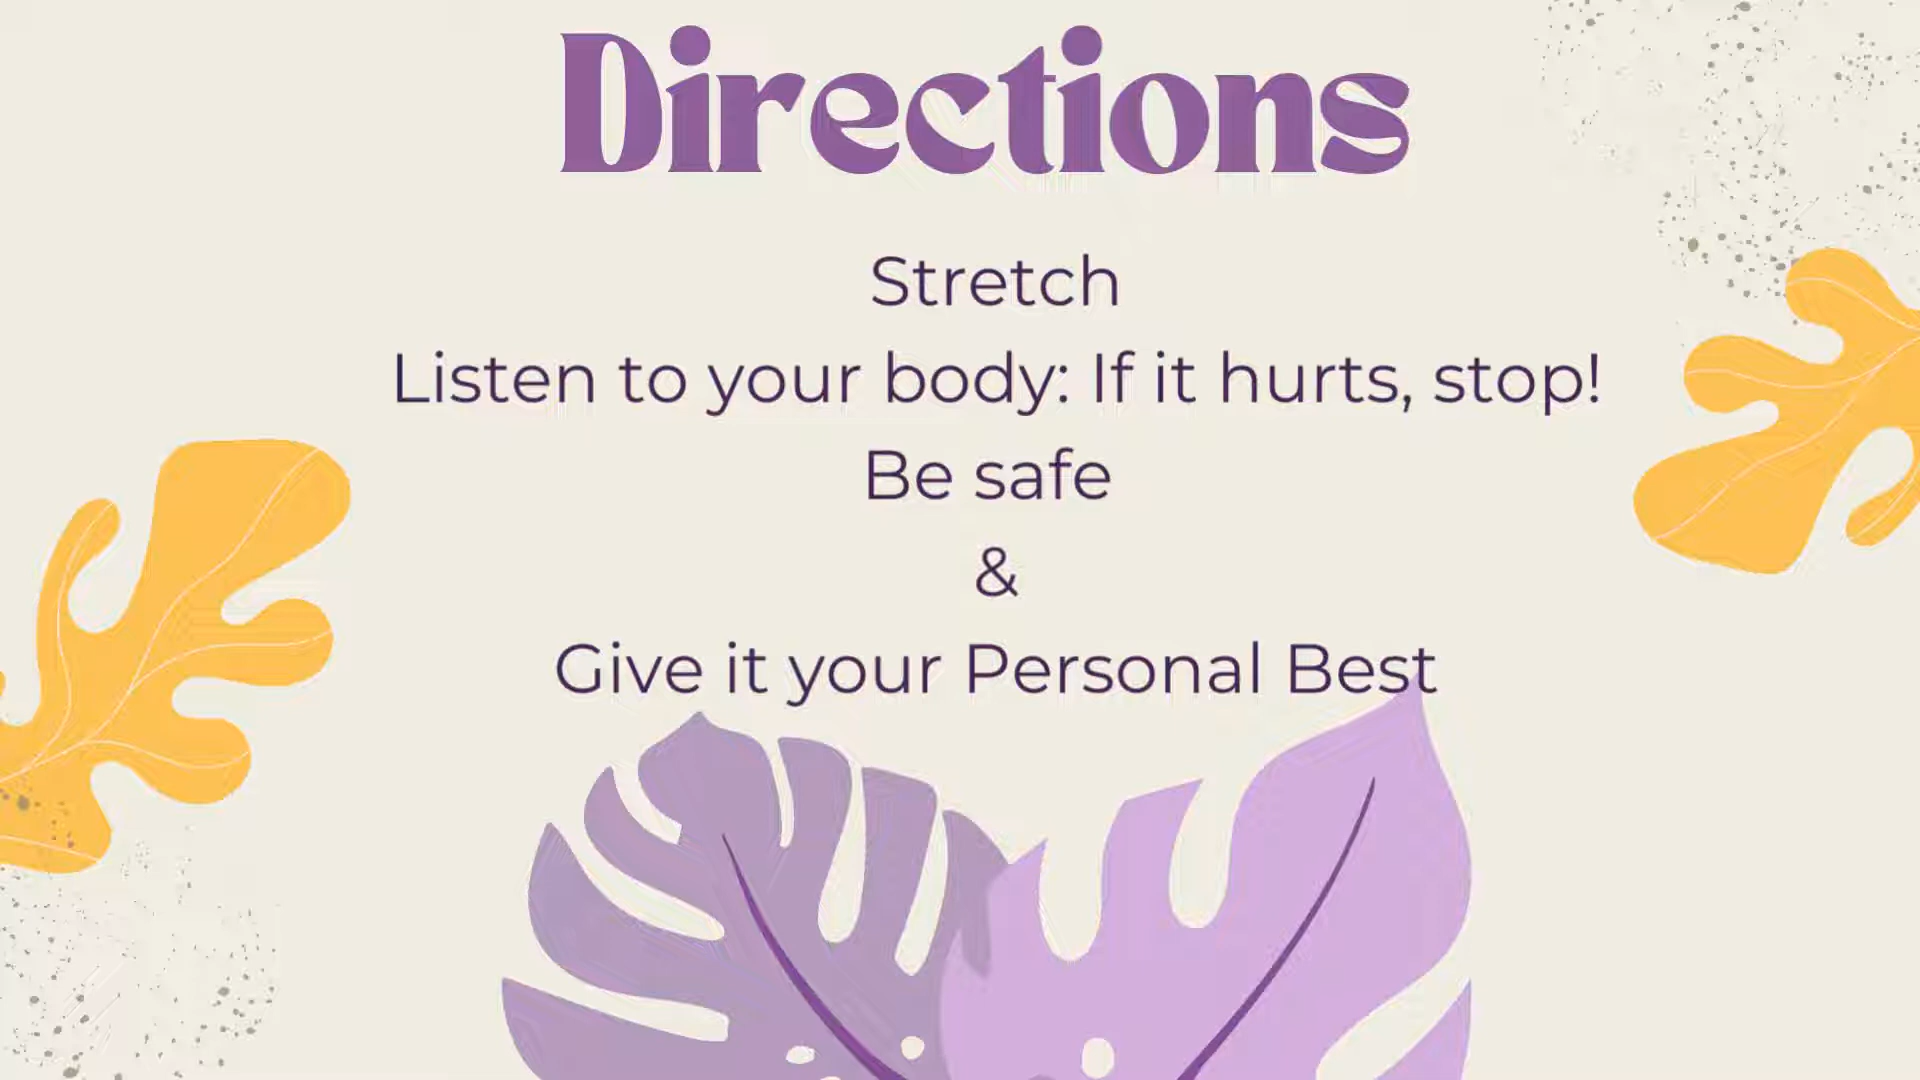 Directions
Stretch
Listen to your body: If it hurts, stop!
Be safe
&
Give it your Personal Best